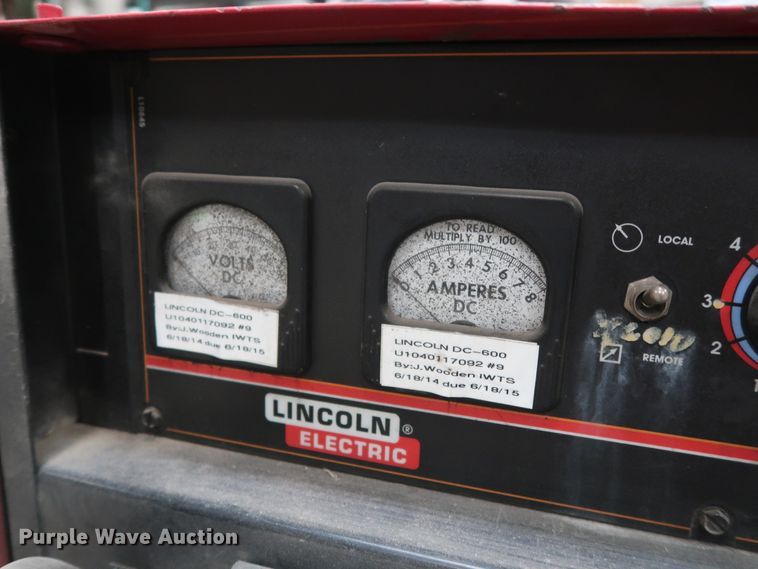 L10045
VOLTS
DC
LINCOLN DC-600
U1040117092 #9
By:J.Wooden IWTS
6/18/14 due 6/18/15
TO READ
MULTIPLY BY 100
0 1 2 3 4 5 6 7 8
AMPERES
DC
LINCOLN DC-600
U1040117092 #9
By:J.Wooden IWTS
6/18/14 due 6/18/15
LOCAL
REMOTE
4
3
2
1
LINCOLN ®
ELECTRIC
Purple Wave Auction